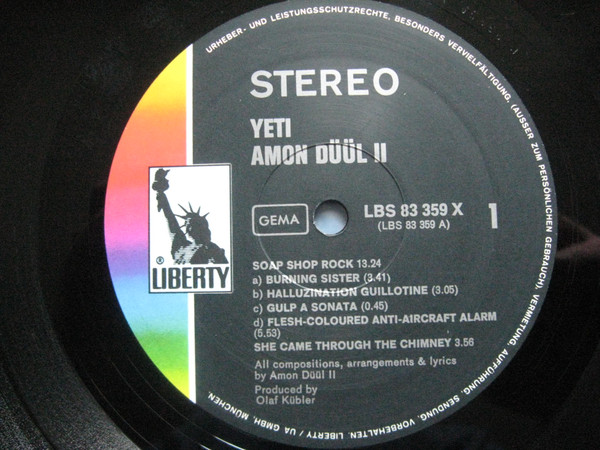 URHEBER- UND LEISTUNGSSCHUTZRECHTE, BESONDERS VERVIELFÄLTIGUNG, (AUSSER ZUM PERSÖNLICHEN GEBRAUCH), VERMIETUNG, AUFFÜHRUNG, SENDUNG, VORBEHALTEN. LIBERTY / UA GMBH, MÜNCHEN.
STEREO
YETI
AMON DÜÜL II
GEMA
LBS 83 359 X
(LBS 83 359 A)
1
® LIBERTY
SOAP SHOP ROCK 13.24
a) BURNING SISTER (3.41)
b) HALLUZINATION GUILLOTINE (3.05)
c) GULP A SONATA (0.45)
d) FLESH-COLOURED ANTI-AIRCRAFT ALARM
(5.53)
SHE CAME THROUGH THE CHIMNEY 3.56
All compositions, arrangements & lyrics
by Amon Düül II
Produced by
Olaf Kübler